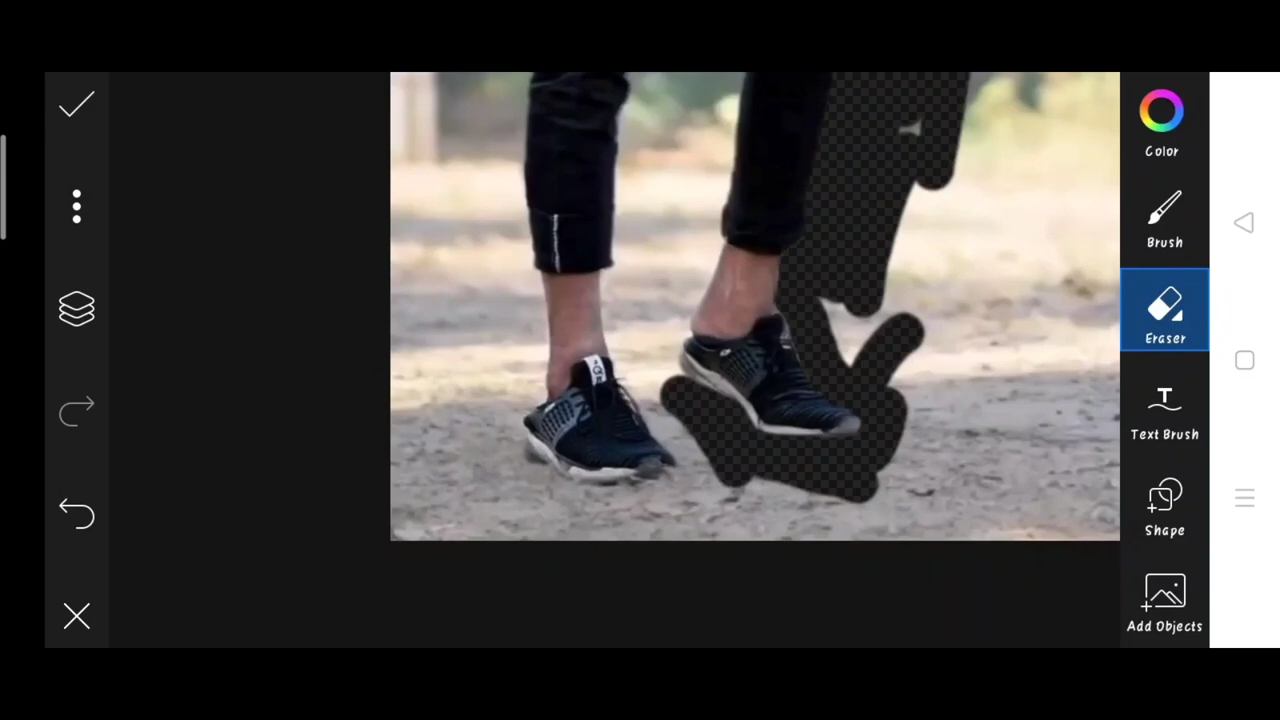 Color
Brush
Eraser
Text Brush
Shape
Add Objects